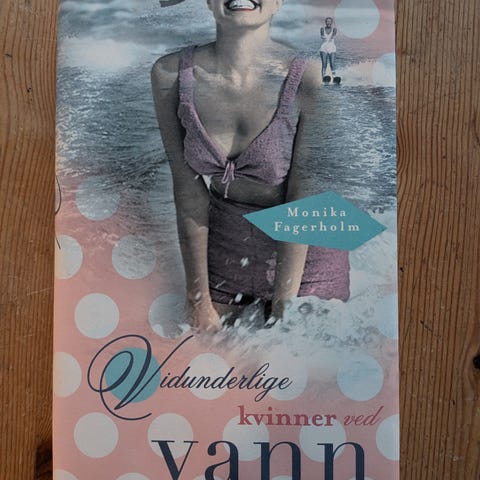 Monika
Fagerholm
Vidunderlige
kvinner ved
vann